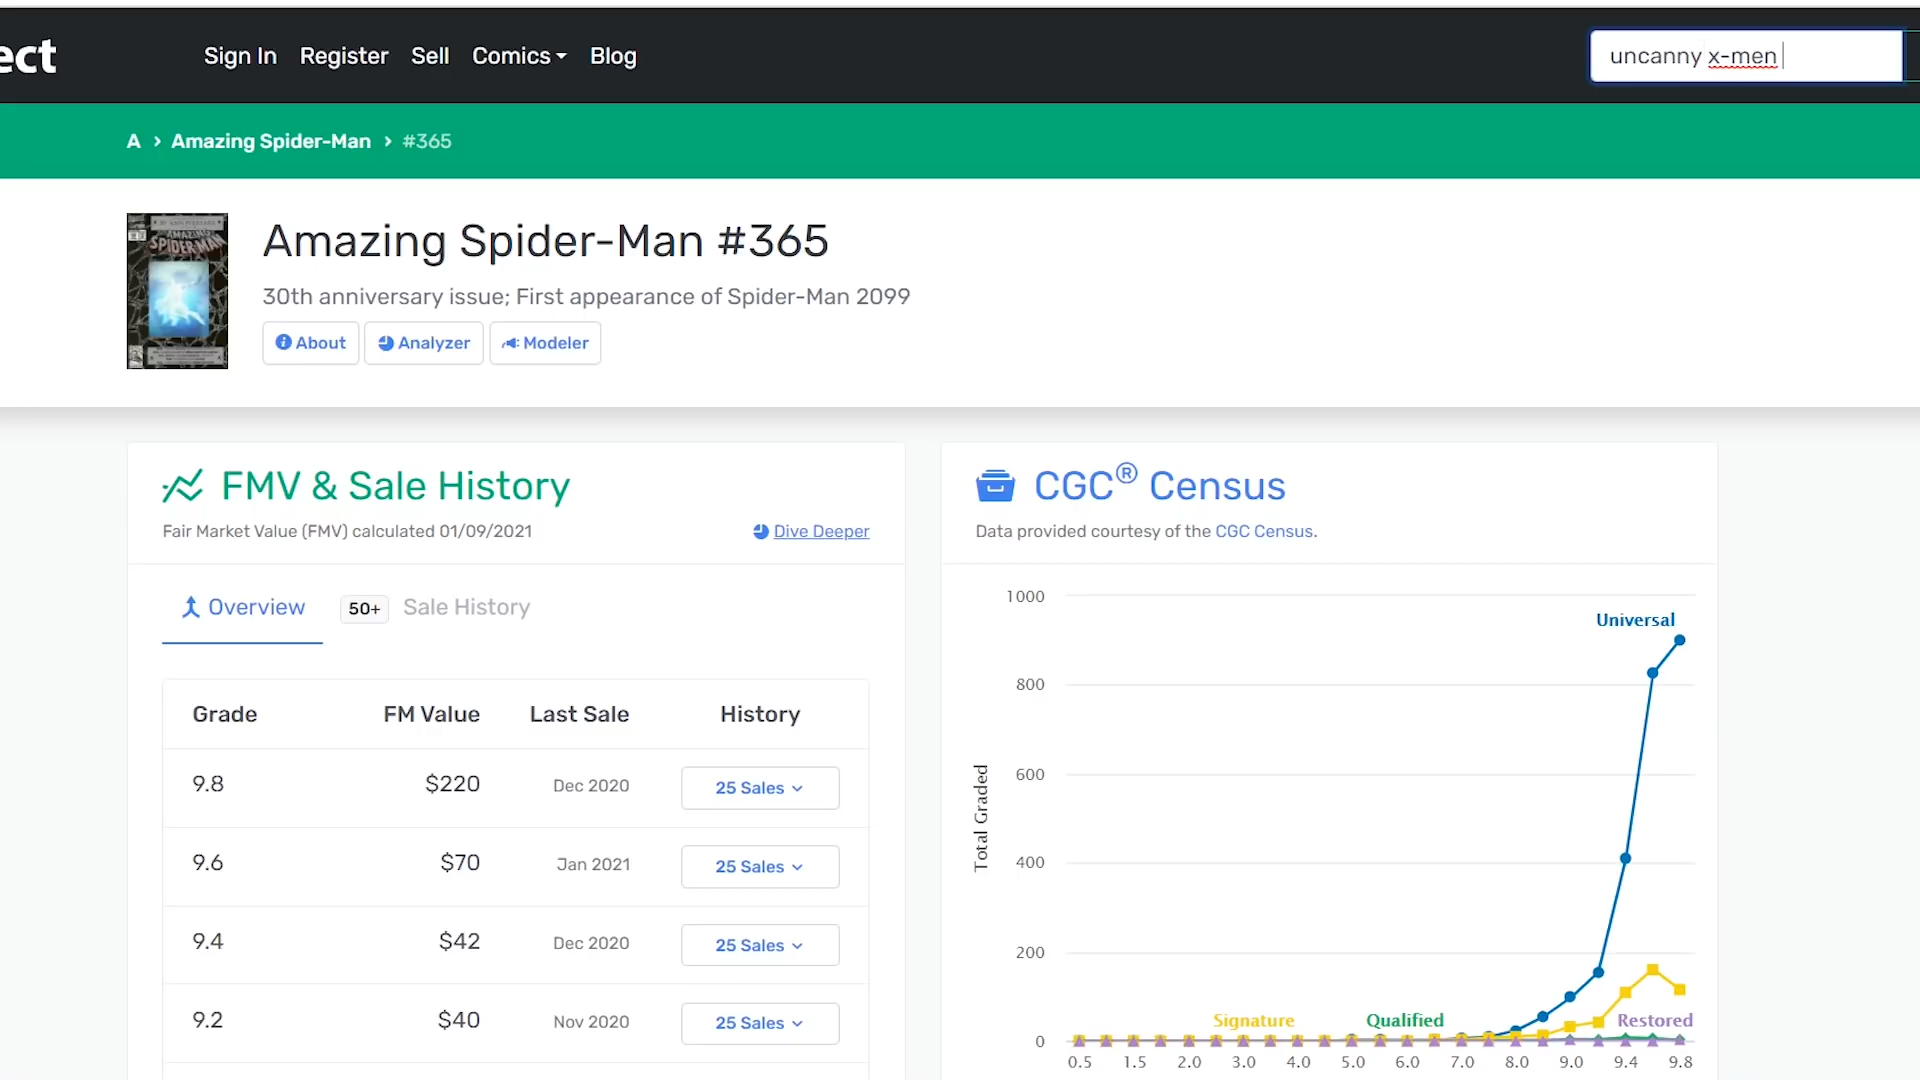 ect
Sign In Register Sell Comics Blog
uncanny x-men
A > Amazing Spider-Man > #365
AMAZING
SPIDER-MAN
Amazing Spider-Man #365
30th anniversary issue; First appearance of Spider-Man 2099
About Analyzer Modeler
FMV & Sale History
Fair Market Value (FMV) calculated 01/09/2021
Dive Deeper
Overview 50+ Sale History
Grade FM Value Last Sale History
9.8 $220 Dec 2020 25 Sales
9.6 $70 Jan 2021 25 Sales
9.4 $42 Dec 2020 25 Sales
9.2 $40 Nov 2020 25 Sales
CGC® Census
Data provided courtesy of the CGC Census.
1000
800
600
400
200
0
Total Graded
Universal
Signature Qualified Restored
0.5 1.5 2.0 3.0 4.0 5.0 6.0 7.0 8.0 9.0 9.4 9.8